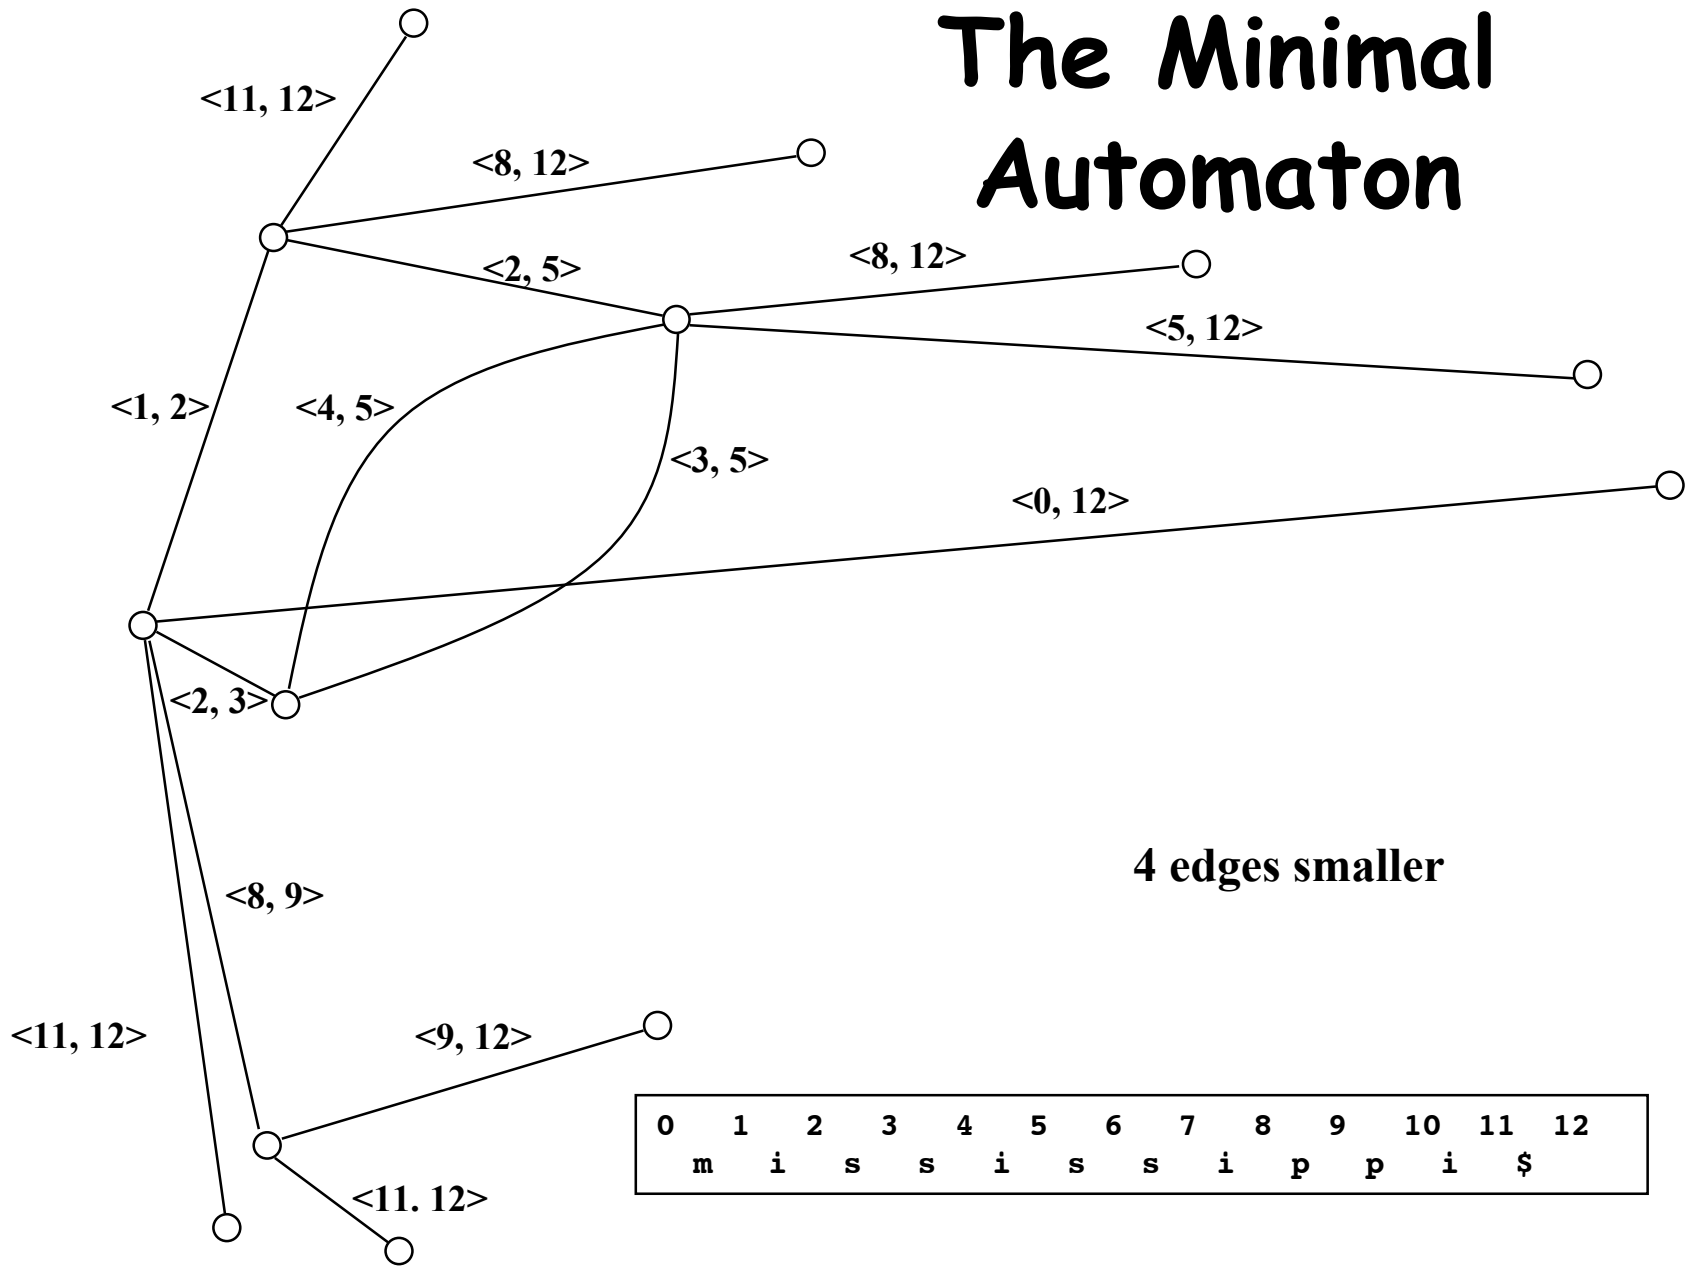 The Minimal
Automaton
<11, 12>
<8, 12>
<2, 5>
<8, 12>
<5, 12>
<1, 2>
<4, 5>
<3, 5>
<0, 12>
<2, 3>
4 edges smaller
<8, 9>
<11, 12>
<9, 12>
<11. 12>
0 1 2 3 4 5 6 7 8 9 10 11 12
m i s s i s s i p p i $